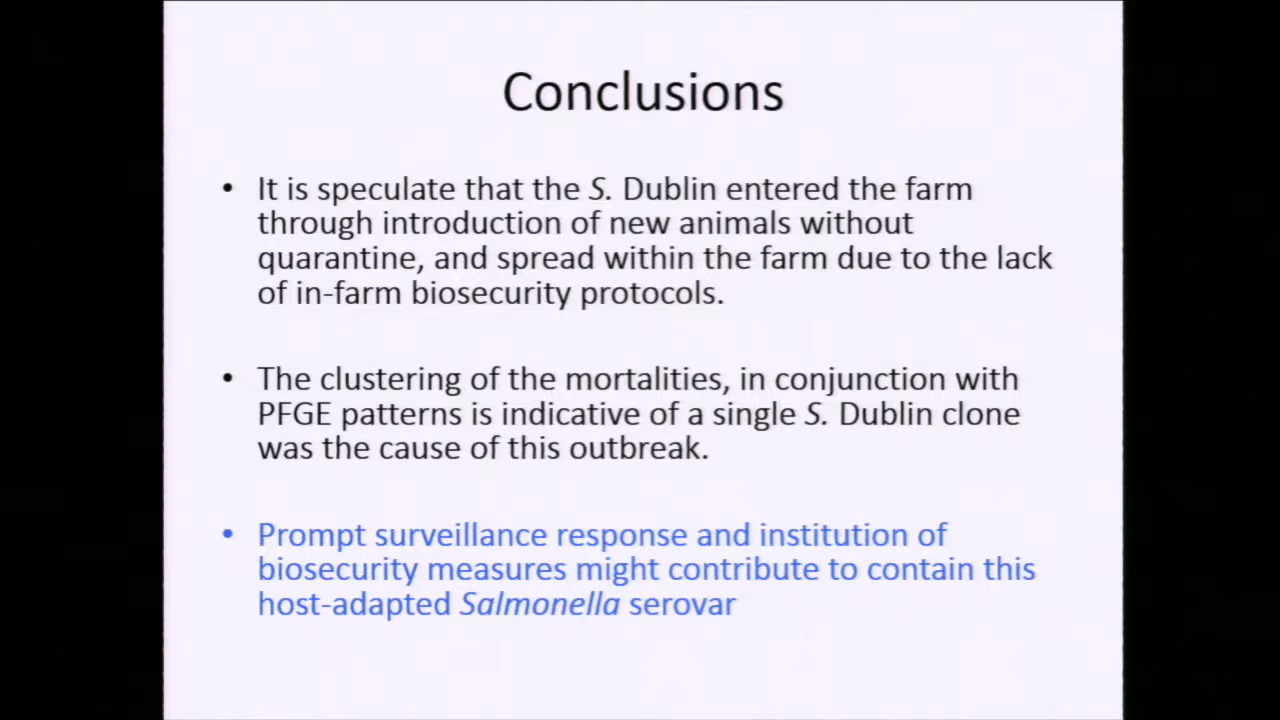 Conclusions
• It is speculate that the S. Dublin entered the farm
through introduction of new animals without
quarantine, and spread within the farm due to the lack
of in-farm biosecurity protocols.
• The clustering of the mortalities, in conjunction with
PFGE patterns is indicative of a single S. Dublin clone
was the cause of this outbreak.
• Prompt surveillance response and institution of
biosecurity measures might contribute to contain this
host-adapted Salmonella serovar